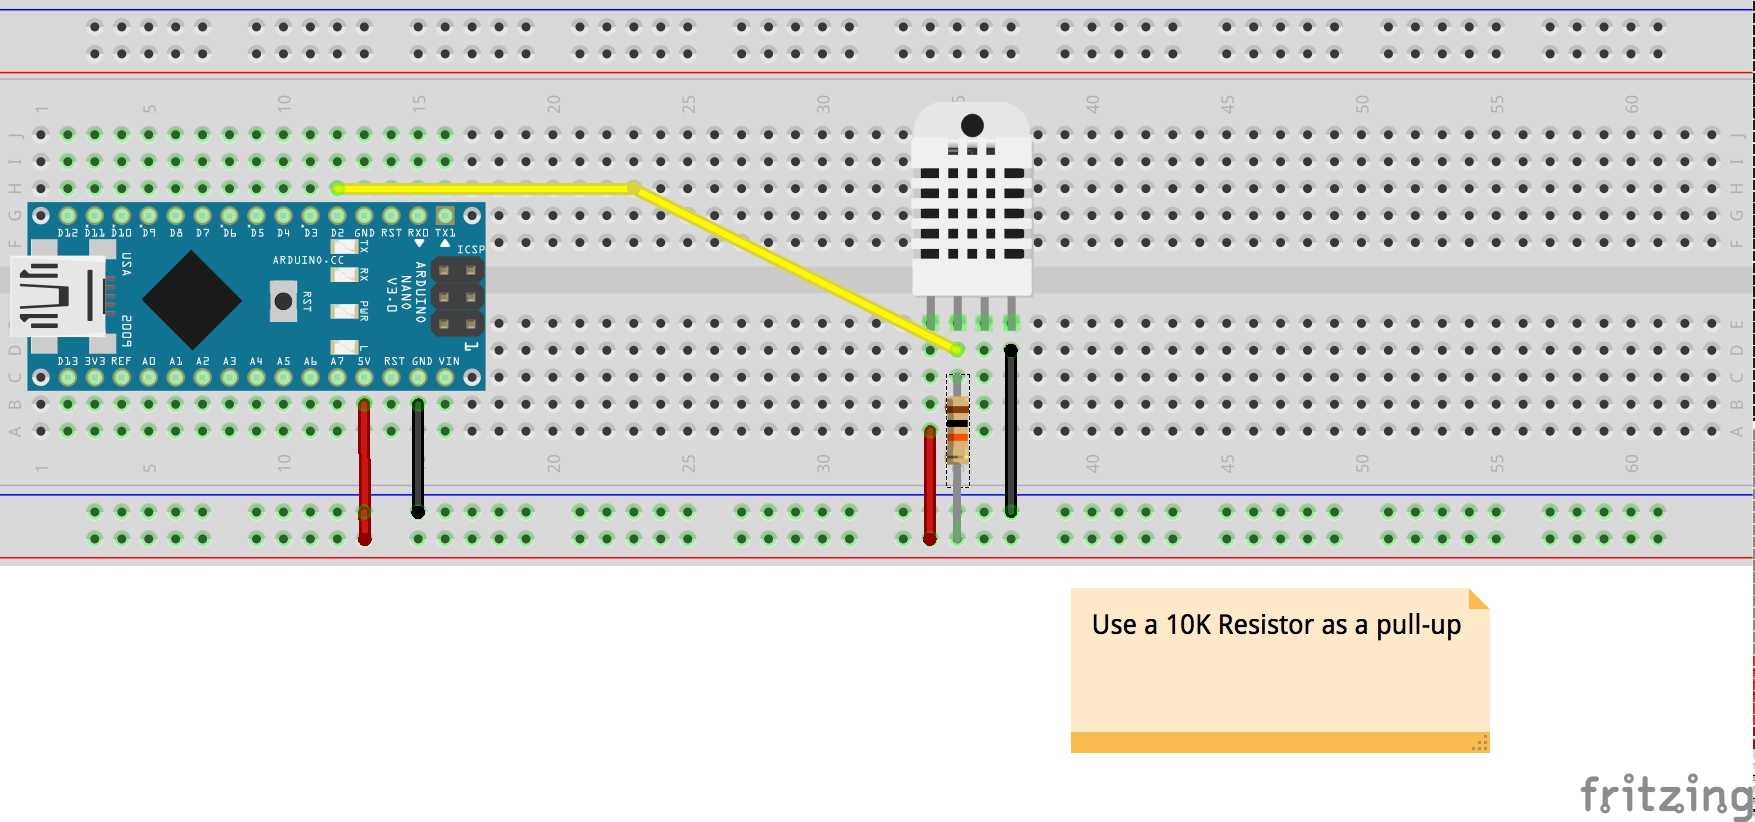 1 5 10 15 20 25 30 5 40 45 50 55 60
J J
I I
H H
G G
F F
D12 D11 D10 D9 D8 D7 D6 D5 D4 D3 D2 GND RST RX0 TX1
ICSP
ARDUINO.CC
USA
TX
RX
PWR
L
RST
ARDUINO
NANO
V3.0
2009
1
D13 3V3 REF A0 A1 A2 A3 A4 A5 A6 A7 5V RST GND VIN
E
D D
C C
B B
A A
1 5 10 15 20 25 30 5 40 45 50 55 60
Use a 10K Resistor as a pull-up
fritzing